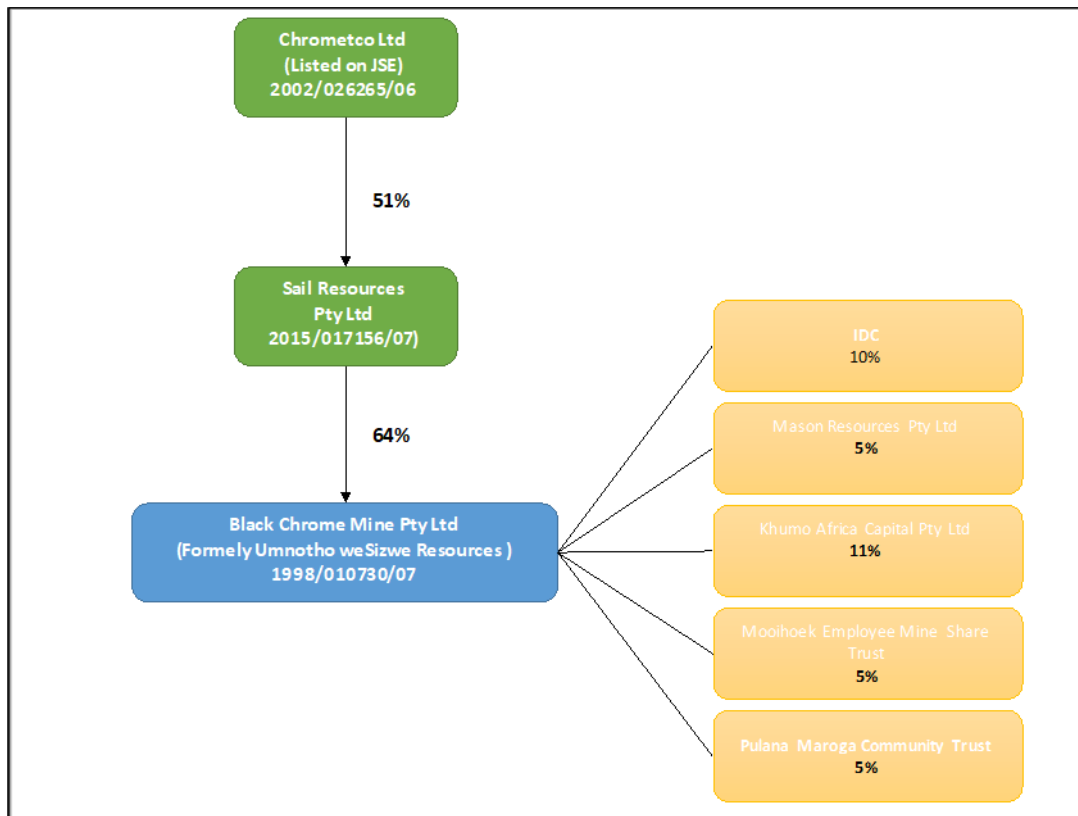 Chrometco Ltd
(Listed on JSE)
2002/026265/06
51%
Sail Resources
Pty Ltd
2015/017156/07)
64%
Black Chrome Mine Pty Ltd
(Formely Umnotho weSizwe Resources )
1998/010730/07
IDC
10%
Mason Resources Pty Ltd
5%
Khumo Africa Capital Pty Ltd
11%
Mooihoek Employee Mine Share
Trust
5%
Pulana Maroga Community Trust
5%